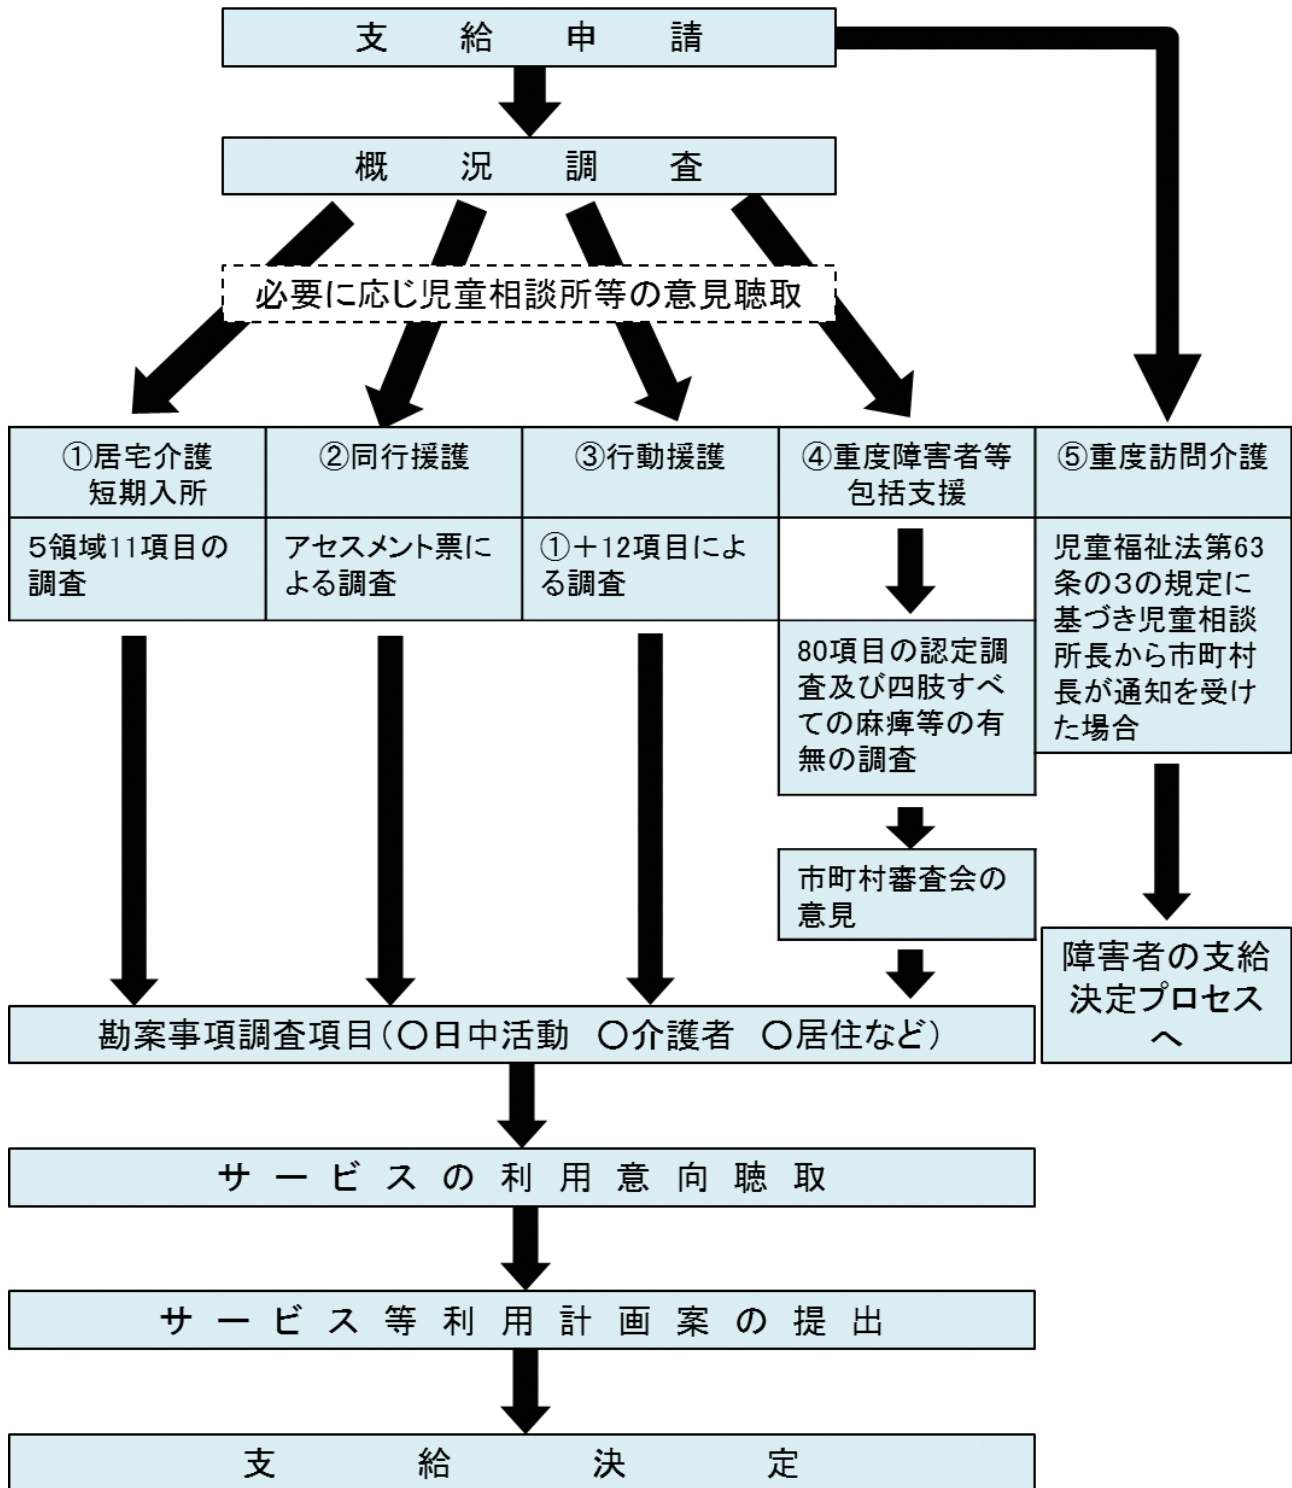 支給申請
概況調査
必要に応じ児童相談所等の意見聴取
①居宅介護
短期入所
5領域11項目の
調査
②同行援護
アセスメント票に
よる調査
③行動援護
①+12項目によ
る調査
④重度障害者等
包括支援
80項目の認定調
査及び四肢すべ
ての麻痺等の有
無の調査
市町村審査会の
意見
⑤重度訪問介護
児童福祉法第63
条の3の規定に
基づき児童相談
所長から市町村
長が通知を受け
た場合
障害者の支給
決定プロセス
へ
勘案事項調査項目(〇日中活動 〇介護者 〇居住など)
サービスの利用意向聴取
サービス等利用計画案の提出
支給決定